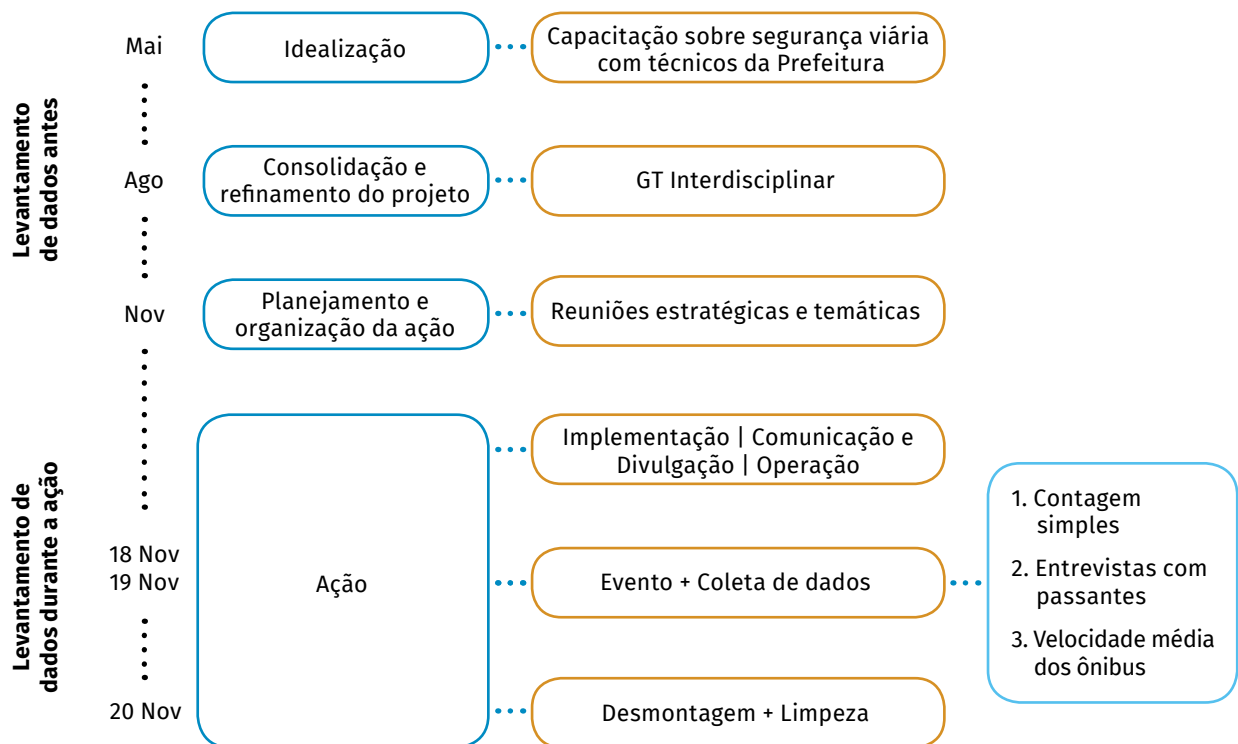 Levantamento
de dados antes
Mai
Idealização
Capacitação sobre segurança viária
com técnicos da Prefeitura
Ago
Consolidação e
refinamento do projeto
GT Interdisciplinar
Nov
Planejamento e
organização da ação
Reuniões estratégicas e temáticas
Levantamento de
dados durante a ação
Ação
Implementação | Comunicação e
Divulgação | Operação
18 Nov
19 Nov
Evento + Coleta de dados
1. Contagem
simples
2. Entrevistas com
passantes
3. Velocidade média
dos ônibus
20 Nov
Desmontagem + Limpeza